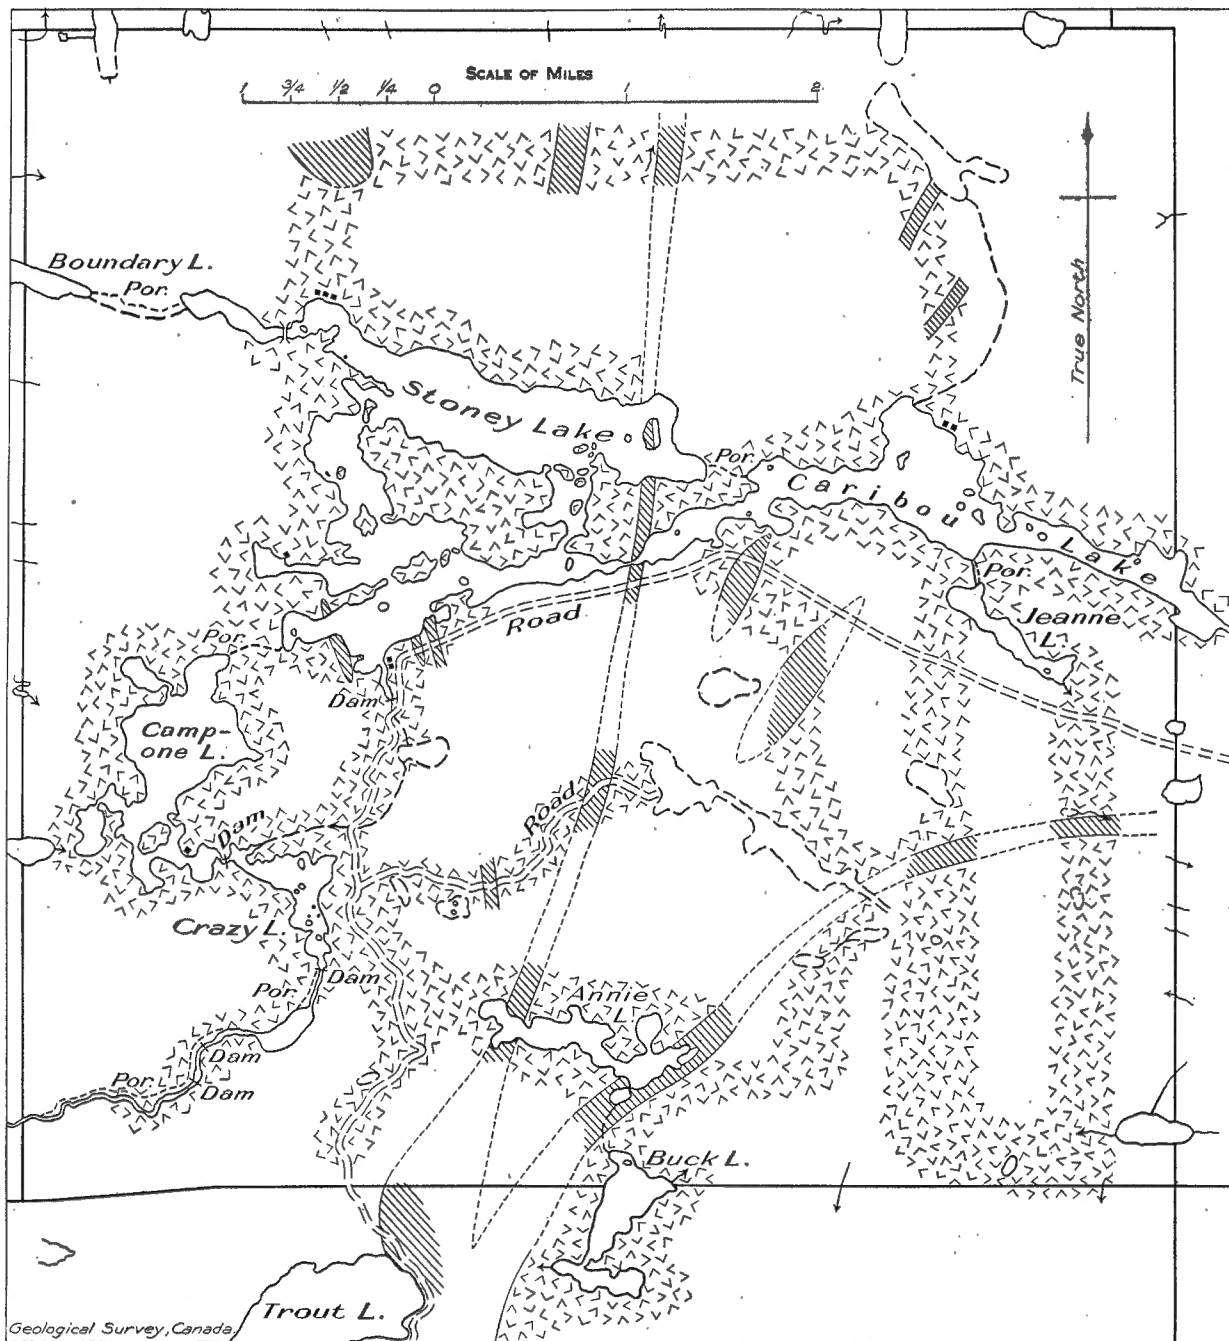 SCALE OF MILES
1 3/4 1/2 1/4 0 1 2
True North
Boundary L.
Por.
Stoney Lake
Por.
Caribou Lake
Por.
Jeanne
L.
Road
Por.
Dam
Camp-
one L.
Road
Dam
Crazy L.
Dam
Por.
Annie
L.
Dam
Por.
Dam
Buck L.
Trout L.
Geological Survey, Canada.